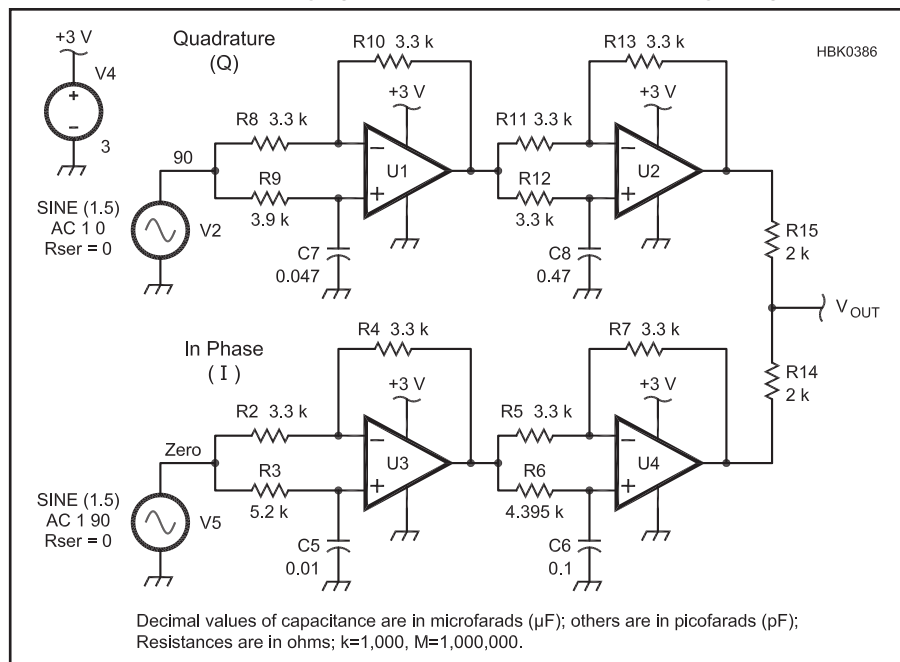 HBK0386
+3 V
V4
3
Quadrature
(Q)
R10 3.3 k
R13 3.3 k
+3 V
+3 V
R8 3.3 k
R11 3.3 k
90
R9
3.9 k
U1
R12
3.3 k
U2
SINE (1.5)
AC 1 0
Rser = 0
V2
C7
0.047
C8
0.47
R15
2 k
VOUT
In Phase
( I )
R4 3.3 k
R7 3.3 k
R14
2 k
+3 V
+3 V
R2 3.3 k
R5 3.3 k
Zero
R3
5.2 k
U3
R6
4.395 k
U4
SINE (1.5)
AC 1 90
Rser = 0
V5
C5
0.01
C6
0.1
Decimal values of capacitance are in microfarads (µF); others are in picofarads (pF);
Resistances are in ohms; k=1,000, M=1,000,000.